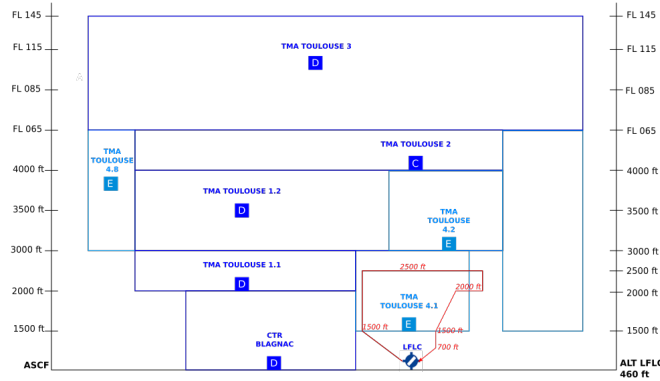 FL 145
FL 145
TMA TOULOUSE 3
D
FL 115
FL 115
FL 085
FL 085
FL 065
FL 065
TMA
TOULOUSE
4.B
E
TMA TOULOUSE 2
C
4000 ft
4000 ft
TMA TOULOUSE 1.2
D
3500 ft
3500 ft
TMA
TOULOUSE
4.2
E
3000 ft
3000 ft
TMA TOULOUSE 1.1
D
2500 ft
2500 ft
2000 ft
2000 ft
2000 ft
TMA
TOULOUSE 4.1
E
1500 ft
1500 ft
1500 ft
1500 ft
CTR
BLAGNAC
D
LFLC
700 ft
ASCF
ALT LFLC
460 ft